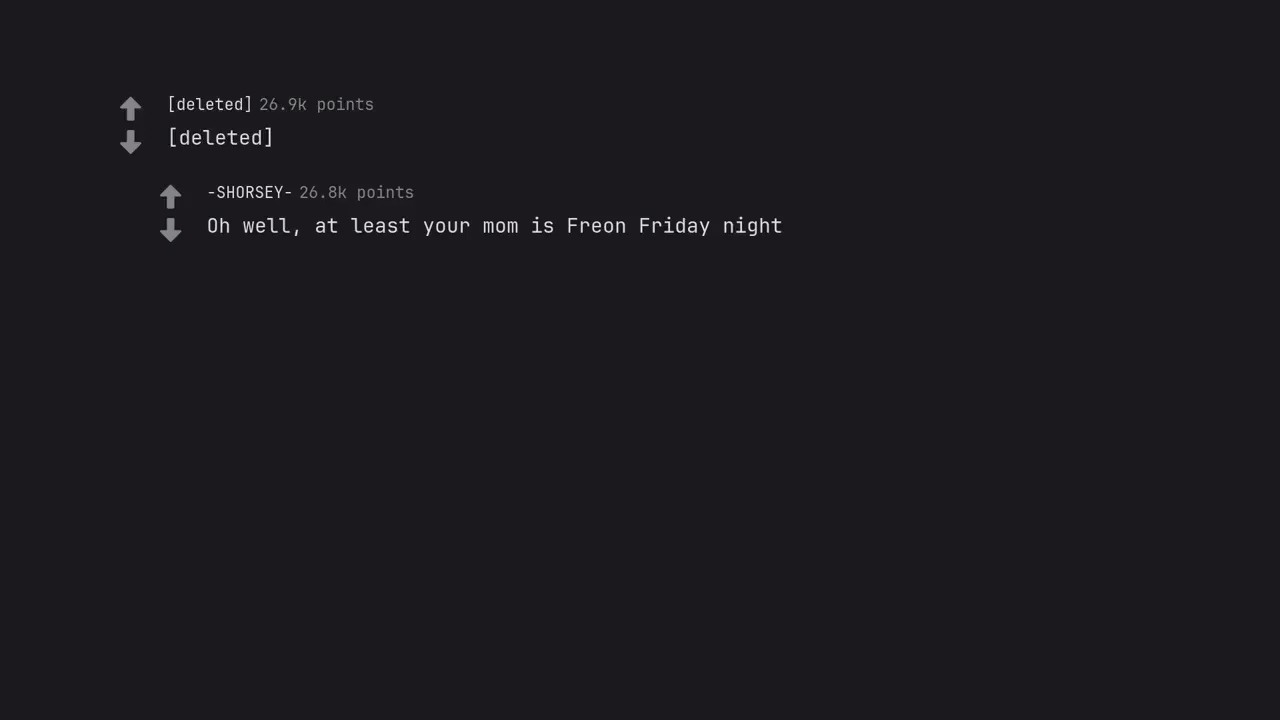 [deleted] 26.9k points
[deleted]
-SHORSEY- 26.8k points
Oh well, at least your mom is Freon Friday night